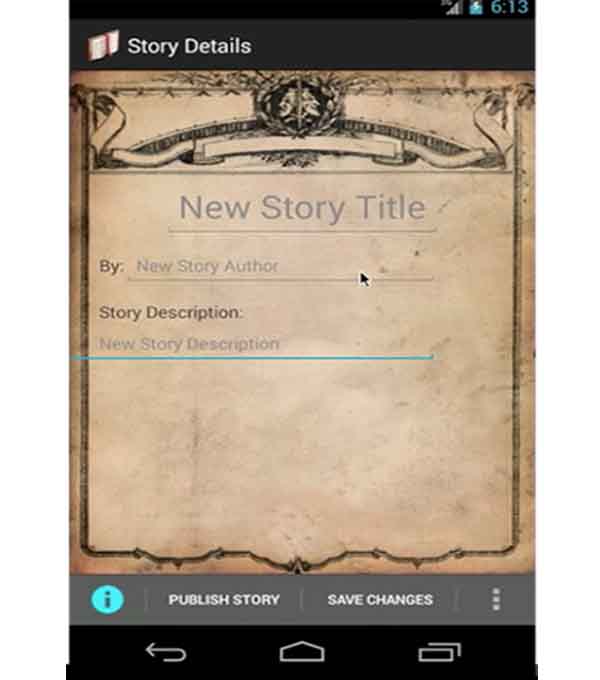 3G 6:13
Story Details
New Story Title
By: New Story Author
Story Description:
New Story Description
PUBLISH STORY SAVE CHANGES